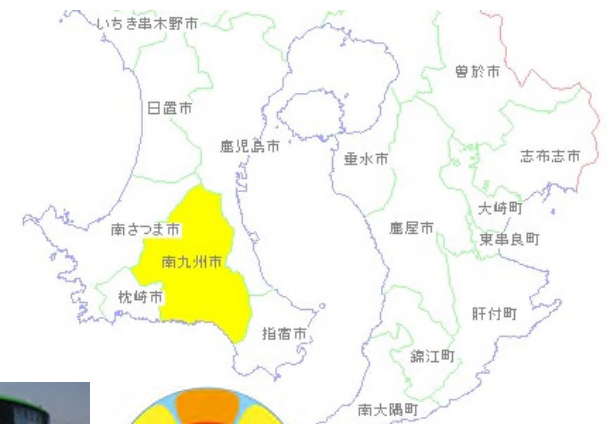 いちき串木野市
曽於市
日置市
鹿児島市
垂水市
志布志市
大崎町
南さつま市
鹿屋市
東串良町
南九州市
枕崎市
肝付町
指宿市
錦江町
南大隅町